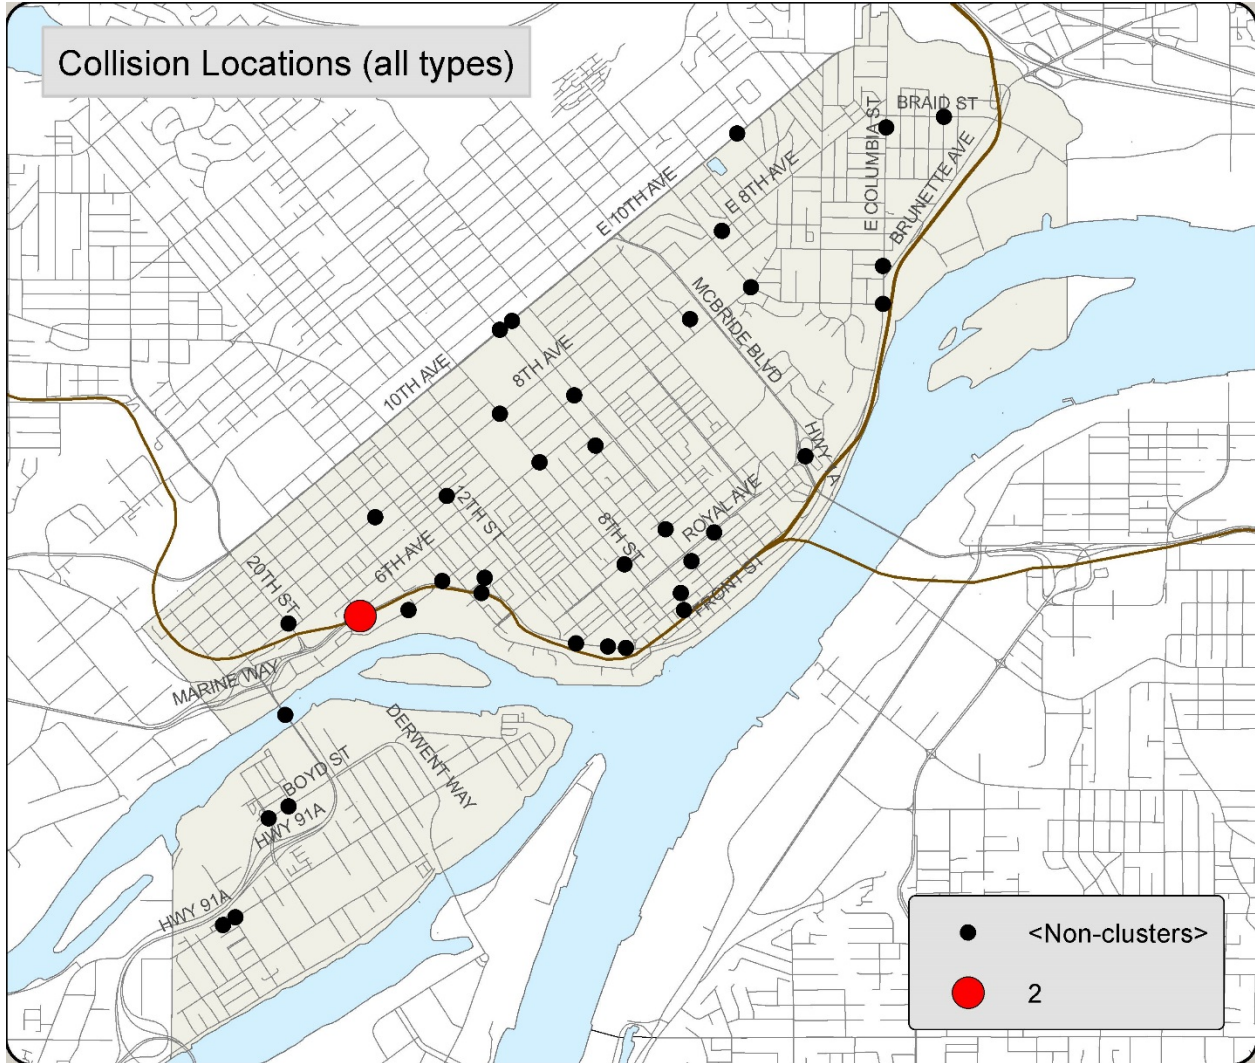 Collision Locations (all types)
BRAID ST
E COLUMBIA ST
BRUNETTE AVE
E 8TH AVE
E 10TH AVE
MCBRIDE BLVD
8TH AVE
10TH AVE
HWY 1A
ROYAL AVE
12TH ST
8TH ST
6TH AVE
20TH ST
FRONT ST
MARINE WAY
DERWENT WAY
BOYD ST
HWY 91A
HWY 91A
<Non-clusters>
2